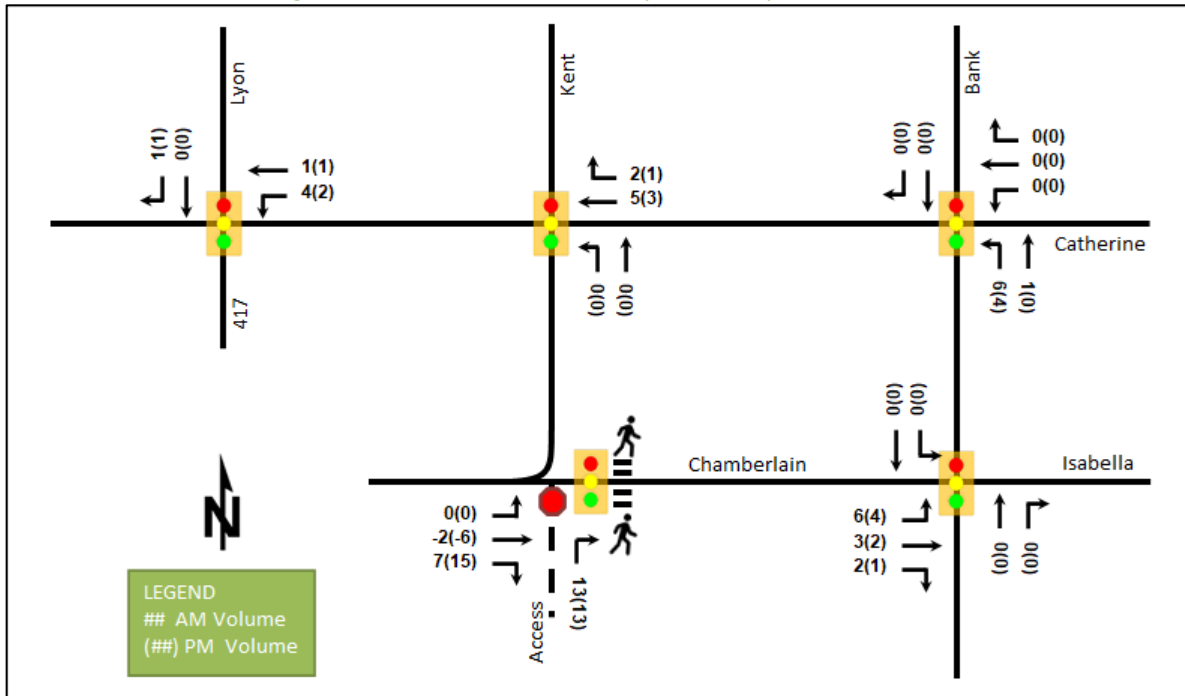 Lyon
Kent
Bank
1(1)
0(0)
1(1)
4(2)
2(1)
5(3)
0(0)
0(0)
0(0)
0(0)
0(0)
417
0(0)
0(0)
Catherine
6(4)
1(0)
0(0)
0(0)
Chamberlain
Isabella
N
0(0)
-2(-6)
7(15)
13(13)
6(4)
3(2)
2(1)
0(0)
0(0)
Access
LEGEND
## AM Volume
(##) PM Volume